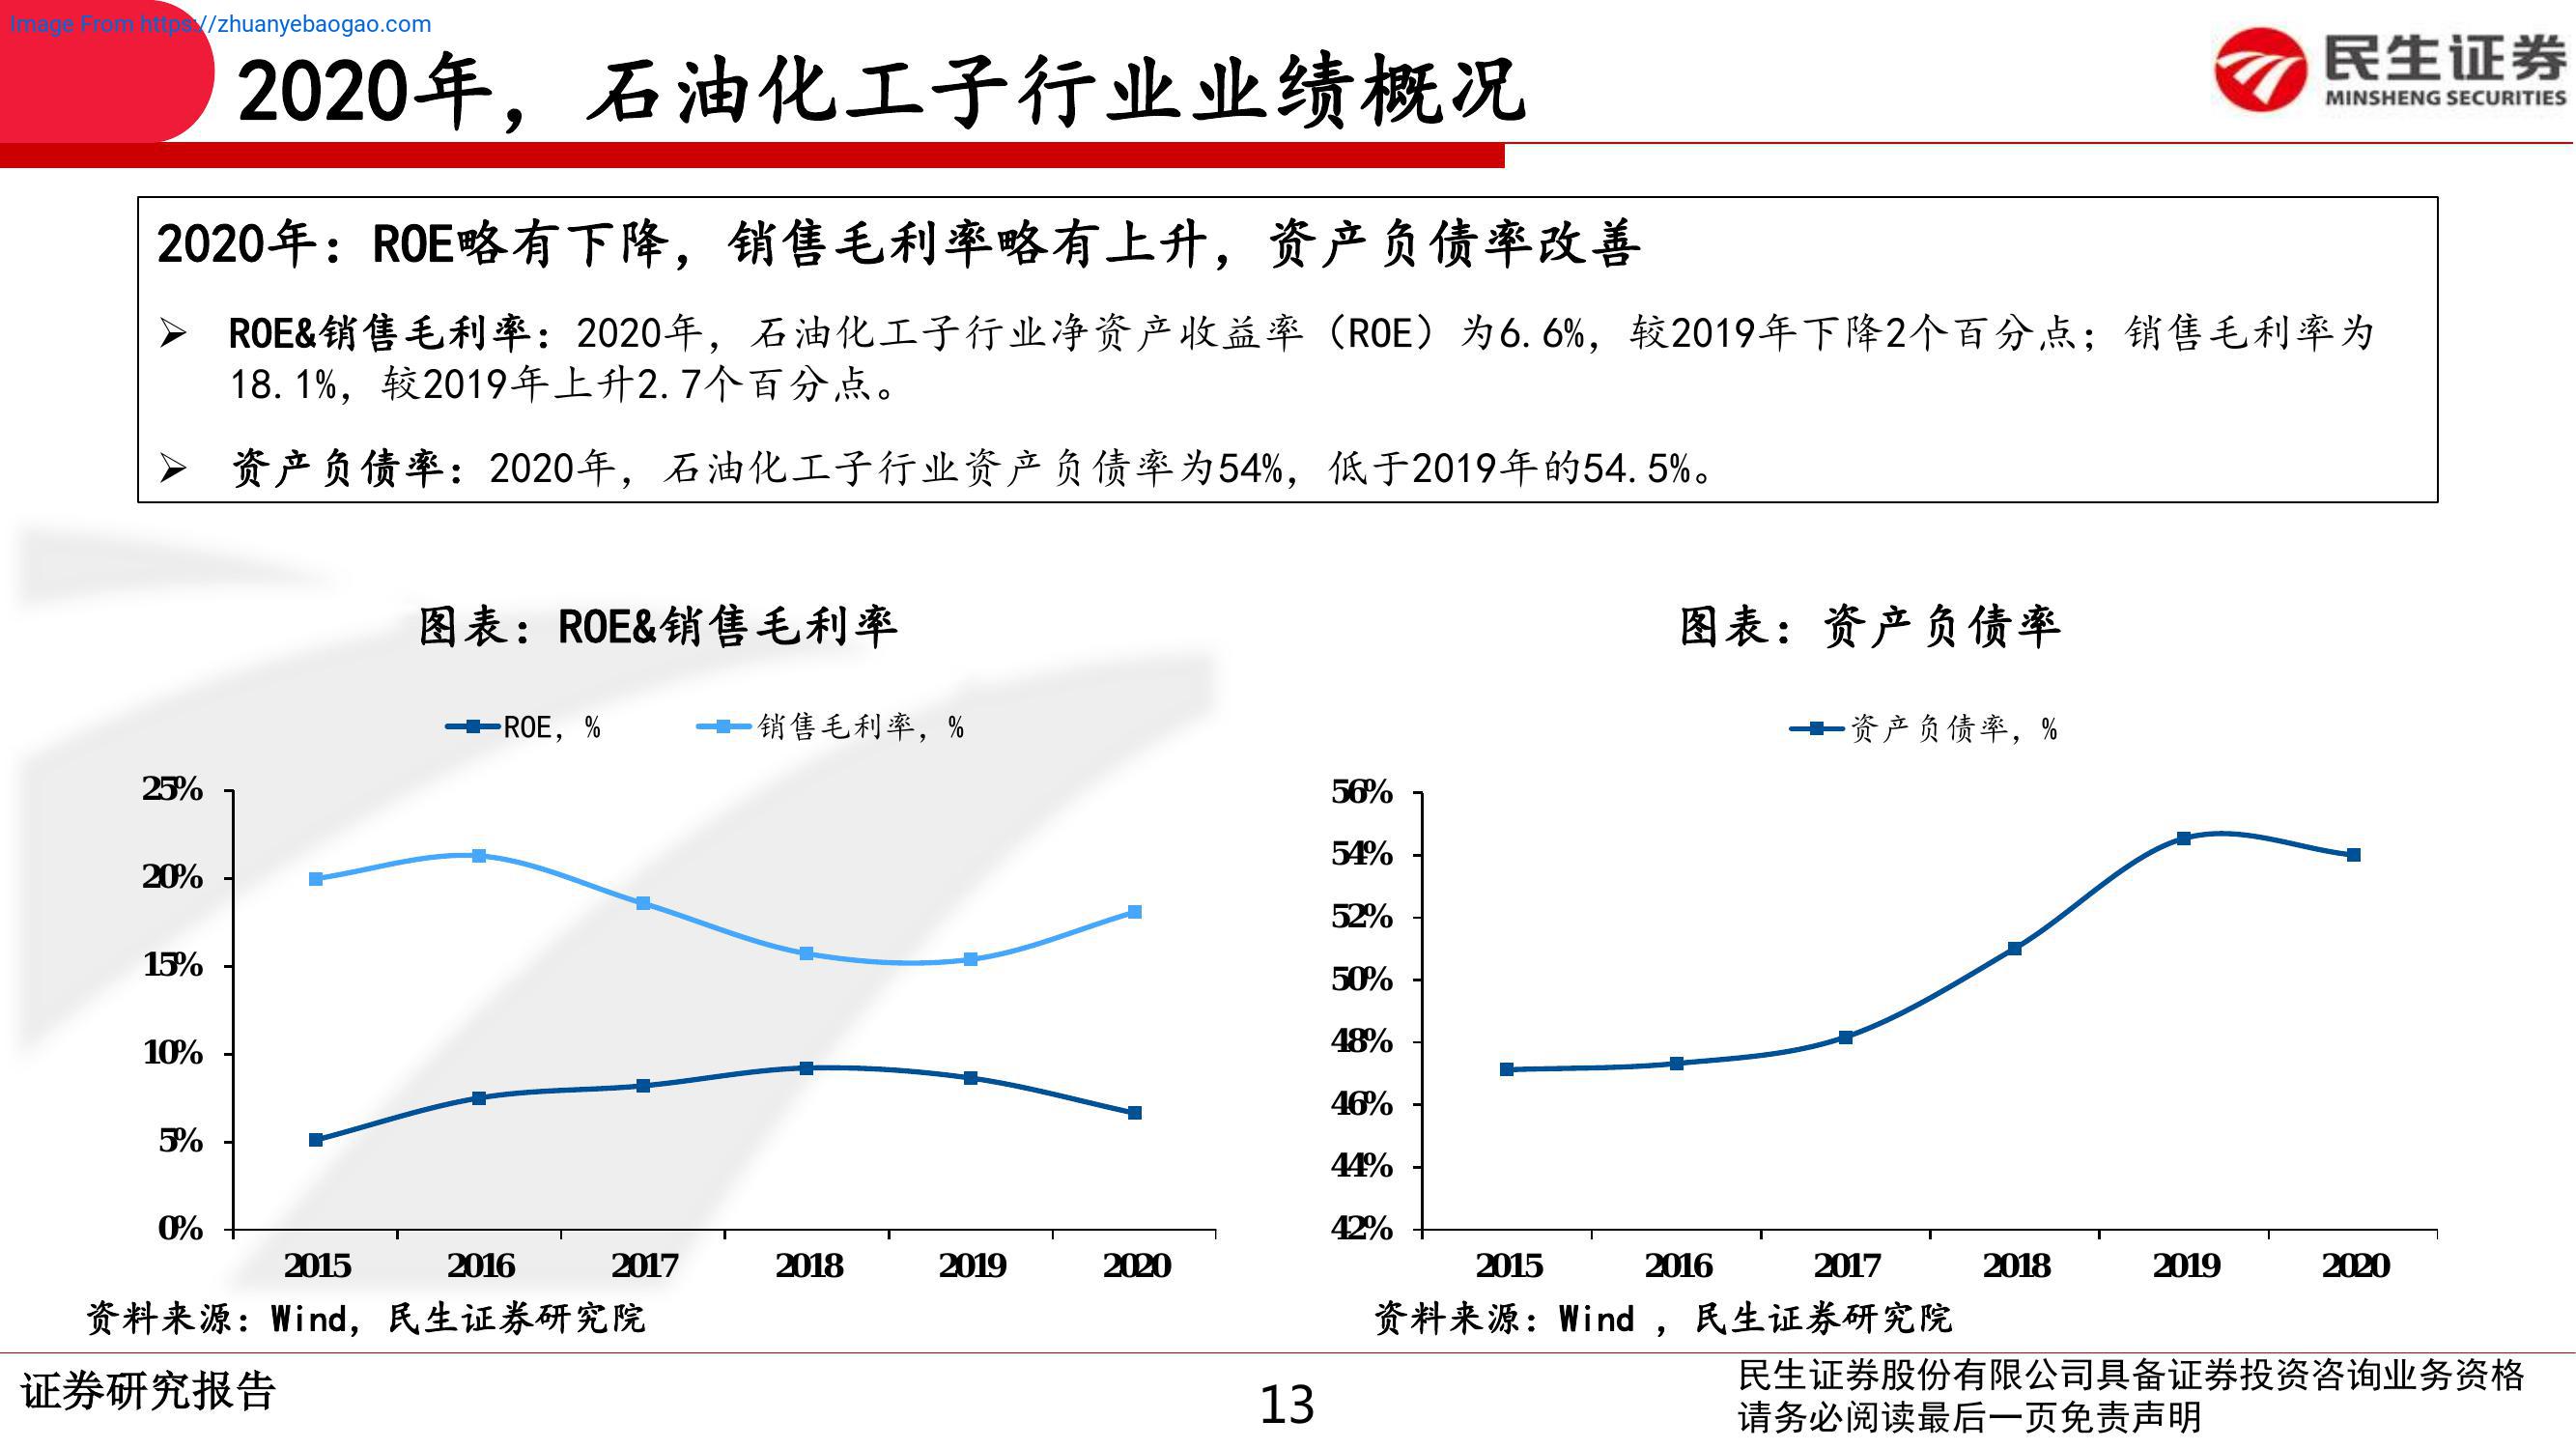 Image From https://zhuanyebaogao.com
2020年，石油化工子行业业绩概况
民生证券
MINSHENG SECURITIES
2020年：ROE略有下降，销售毛利率略有上升，资产负债率改善
➢ ROE&销售毛利率：2020年，石油化工子行业净资产收益率（ROE）为6.6%，较2019年下降2个百分点；销售毛利率为
18.1%，较2019年上升2.7个百分点。
➢ 资产负债率：2020年，石油化工子行业资产负债率为54%，低于2019年的54.5%。
图表：ROE&销售毛利率
ROE，% 销售毛利率，%
25%
20%
15%
10%
5%
0%
2015 2016 2017 2018 2019 2020
资料来源：Wind，民生证券研究院
图表：资产负债率
资产负债率，%
56%
54%
52%
50%
48%
46%
44%
42%
2015 2016 2017 2018 2019 2020
资料来源：Wind ，民生证券研究院
证券研究报告
13
民生证券股份有限公司具备证券投资咨询业务资格
请务必阅读最后一页免责声明